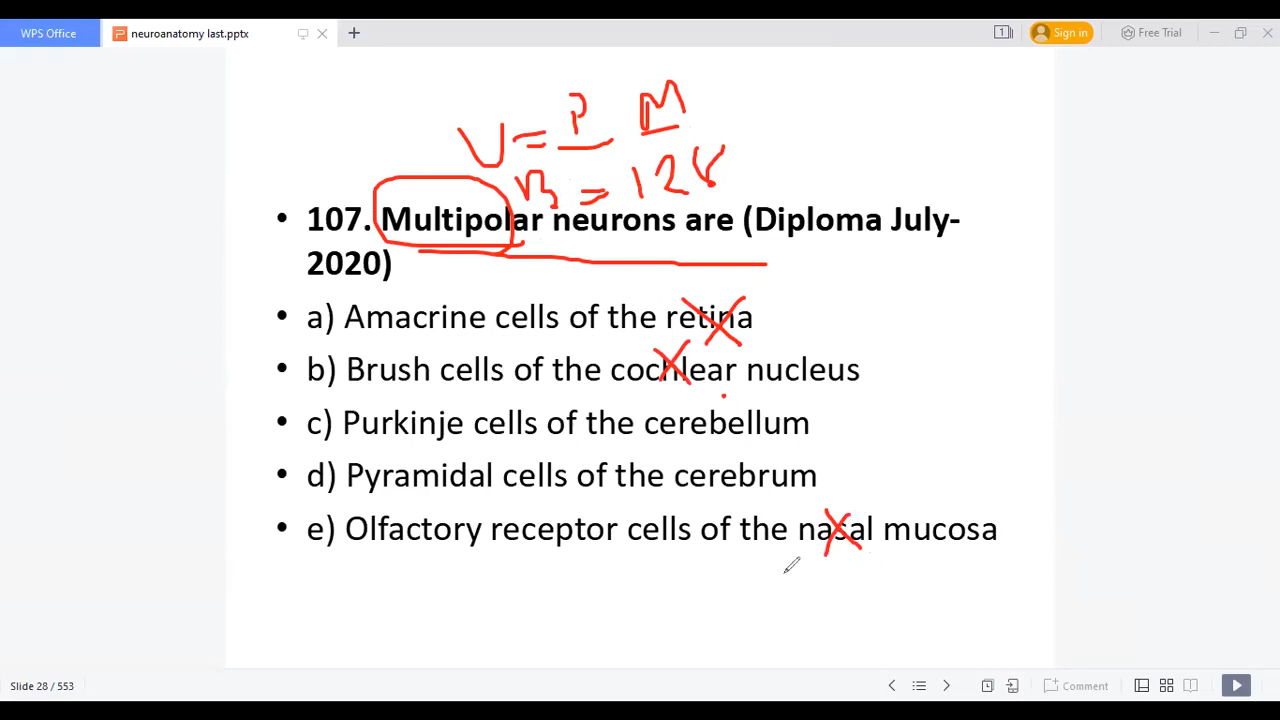 WPS Office
neuroanatomy last.pptx
1
Sign in
Free Trial
V = P M
= 128
• 107. Multipolar neurons are (Diploma July-
2020)
• a) Amacrine cells of the retina
• b) Brush cells of the cochlear nucleus
• c) Purkinje cells of the cerebellum
• d) Pyramidal cells of the cerebrum
• e) Olfactory receptor cells of the nasal mucosa
Slide 28 / 553
Comment